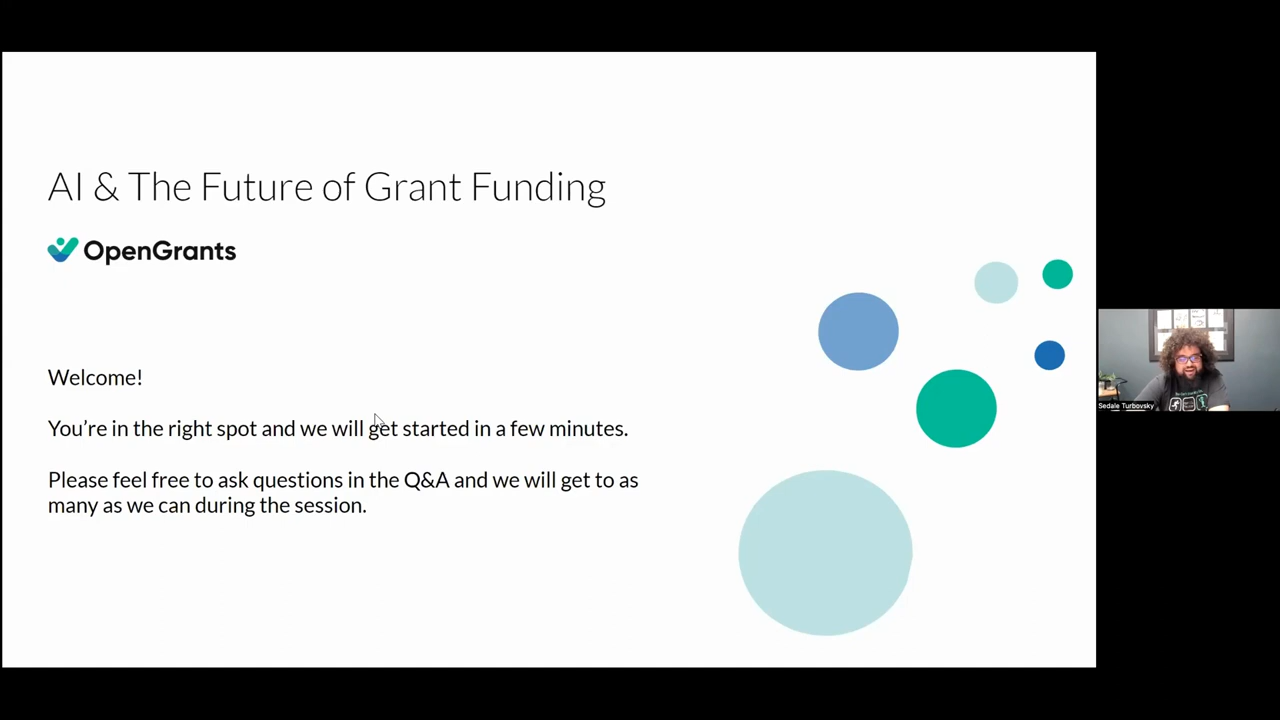 AI & The Future of Grant Funding
OpenGrants
Welcome!
You're in the right spot and we will get started in a few minutes.
Please feel free to ask questions in the Q&A and we will get to as
many as we can during the session.
Sedale Turbovsky